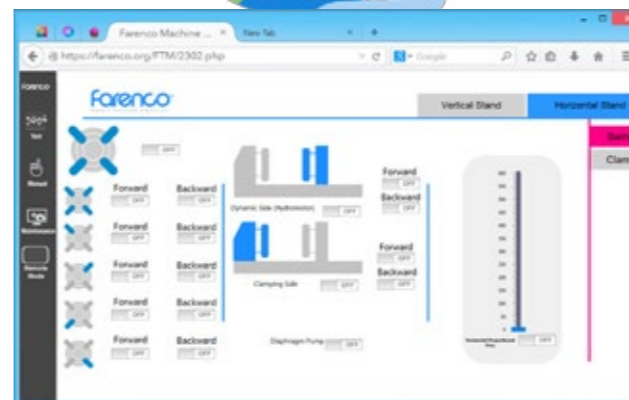 Farenco Machine ...
New Tab
https://farenco.org/FTM/2302.php
Google
Farenco
Test
Manual
Maintenance
Remote
Mode
Farenco
Vertical Stand
Horizontal Stand
OFF
Forward
OFF
Backward
OFF
Forward
OFF
Backward
OFF
Forward
OFF
Backward
OFF
Forward
OFF
Backward
OFF
Forward
OFF
Backward
OFF
Dynamic Side (Hydromotor)
OFF
Forward
OFF
Backward
OFF
Clamping Side
OFF
Forward
OFF
Backward
OFF
Diaphragm Pump
OFF
OFF
Clam